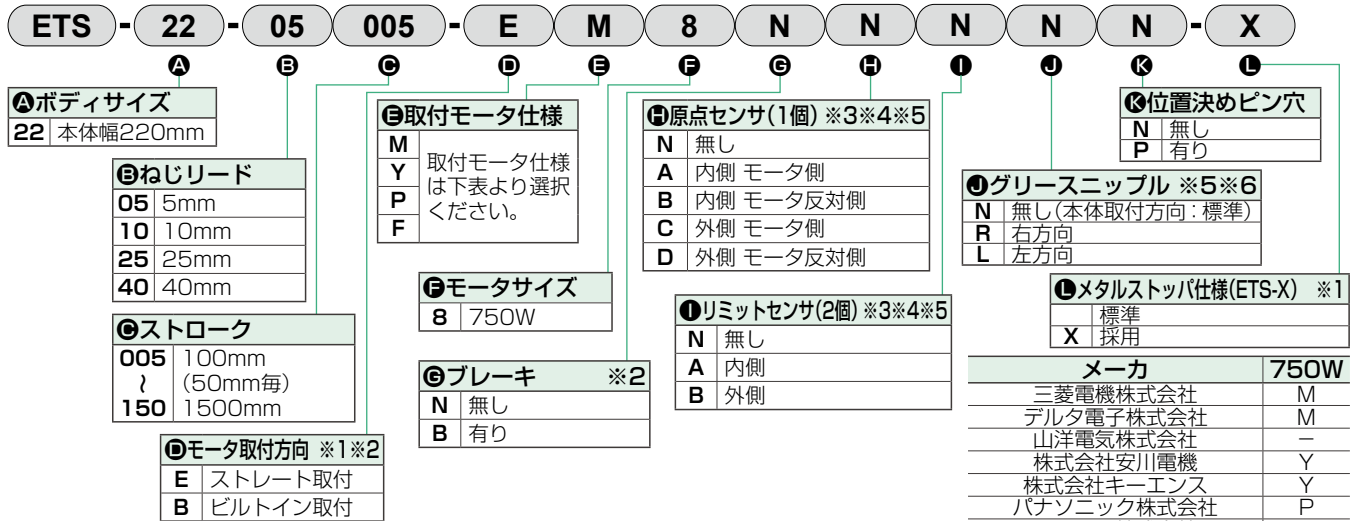 ETS-22-05 005-E M 8 N N N N N-X
Ⓐ Ⓑ Ⓒ Ⓓ Ⓔ Ⓕ Ⓖ Ⓗ Ⓘ Ⓙ Ⓚ Ⓛ
Ⓐボディサイズ
22 本体幅220mm
Ⓑねじリード
05 5mm
10 10mm
25 25mm
40 40mm
Ⓒストローク
005 100mm
〜 (50mm毎)
150 1500mm
Ⓓモータ取付方向 ※1※2
E ストレート取付
B ビルトイン取付
Ⓔ取付モータ仕様
M
Y
P
F
取付モータ仕様
は下表より選択
ください。
Ⓕモータサイズ
8 750W
Ⓖブレーキ ※2
N 無し
B 有り
Ⓗ原点センサ(1個) ※3※4※5
N 無し
A 内側 モータ側
B 内側 モータ反対側
C 外側 モータ側
D 外側 モータ反対側
Ⓘリミットセンサ(2個) ※3※4※5
N 無し
A 内側
B 外側
Ⓙグリースニップル ※5※6
N 無し(本体取付方向:標準)
R 右方向
L 左方向
Ⓚ位置決めピン穴
N 無し
P 有り
Ⓛメタルストッパ仕様(ETS-X) ※1
標準
X 採用
メーカ 750W
三菱電機株式会社 M
デルタ電子株式会社 M
山洋電気株式会社 −
株式会社安川電機 Y
株式会社キーエンス Y
パナソニック株式会社 P